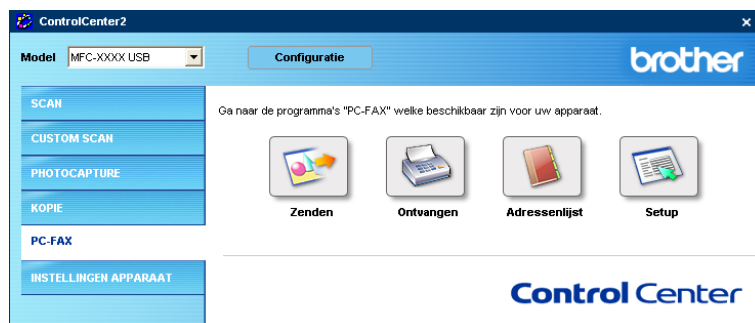 ControlCenter2
Model MFC-XXXX USB Configuratie brother
SCAN
CUSTOM SCAN
PHOTOCAPTURE
KOPIE
PC-FAX
INSTELLINGEN APPARAAT
Ga naar de programma's "PC-FAX" welke beschikbaar zijn voor uw apparaat.
Zenden Ontvangen Adressenlijst Setup
Control Center